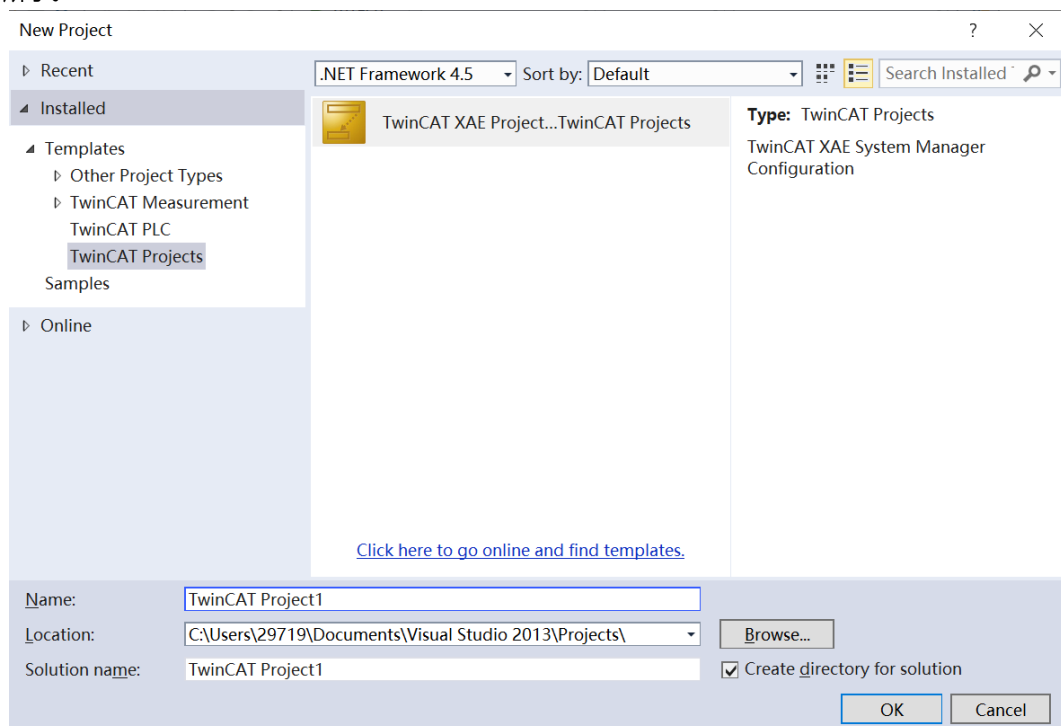 New Project
?
Recent
.NET Framework 4.5
Sort by: Default
Search Installed
Installed
Templates
Other Project Types
TwinCAT Measurement
TwinCAT PLC
TwinCAT Projects
Samples
Online
TwinCAT XAE Project...TwinCAT Projects
Type: TwinCAT Projects
TwinCAT XAE System Manager
Configuration
Click here to go online and find templates.
Name:
TwinCAT Project1
Location:
C:\Users\29719\Documents\Visual Studio 2013\Projects\
Browse...
Solution name:
TwinCAT Project1
Create directory for solution
OK
Cancel